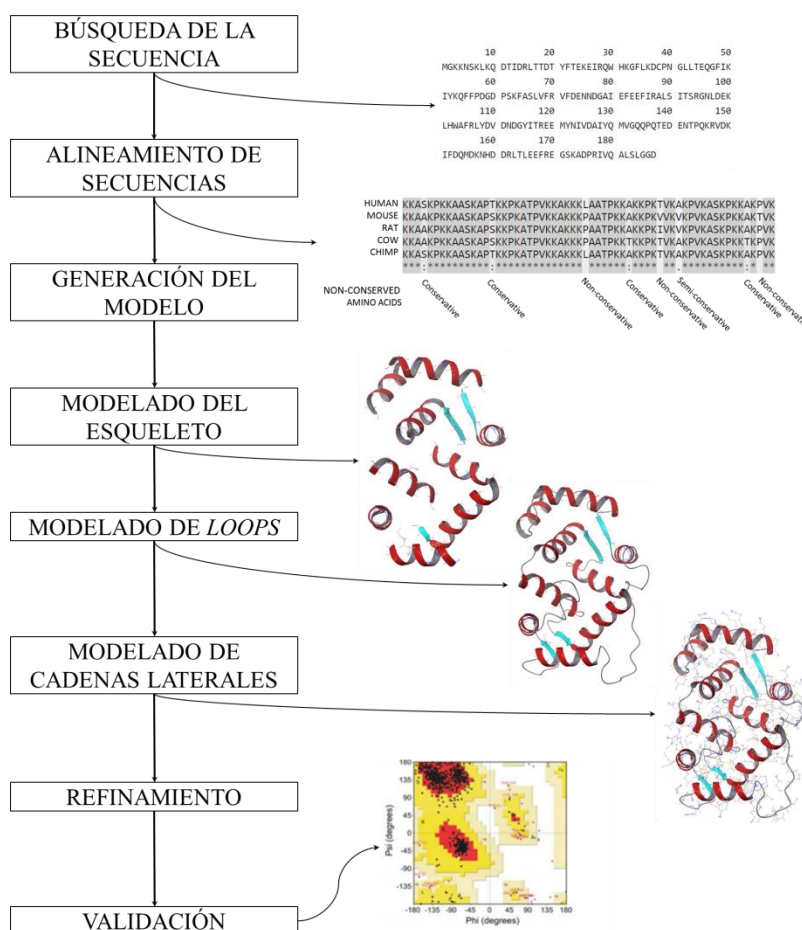 BÚSQUEDA DE LA
SECUENCIA
10 20 30 40 50
MGKKNSKLKQ DTIDRLTTDT YFTEKEIRQW HKGFLKDCPN GLLTEQGFIK
60 70 80 90 100
IYKQFFPDGD PSKFASLVFR VFDENNDGAI EFEEFIRALS ITSRGNLDEK
110 120 130 140 150
LHWAFRLYDV DNDGYITREE MYNIVDAIYQ MVGQQPQTED ENTPQKRVDK
160 170 180
IFDQMDKNHD DRLTLEEFRE GSKADPRIVQ ALSLGGD
ALINEAMIENTO DE
SECUENCIAS
HUMAN KKASKPKKAASKAPTKKPKATPVKKAKKKLAATPKKAKKPKTVKAKPVKASKPKKAKPVK
MOUSE KKAAKPKKAASKAPSKKPKATPVKKAKKKPAATPKKAKKPKVVKVKPVKASKPKKAKTVK
RAT KKAAKPKKAASKAPSKKPKATPVKKAKKKPAATPKKAKKPKIVKVKPVKASKPKKAKPVK
COW KKAAKPKKAASKAPSKKPKATPVKKAKKKPAATPKKTKKPKTVKAKPVKASKPKKTKPVK
CHIMP KKASKPKKAASKAPTKKPKATPVKKAKKKLAATPKKAKKPKTVKAKPVKASKPKKAKPVK
NON-CONSERVED
AMINO ACIDS
Conservative
Conservative
Non-conservative
Conservative
Non-conservative
Semi-conservative
Conservative
Non-conservative
GENERACIÓN DEL
MODELO
MODELADO DEL
ESQUELETO
MODELADO DE LOOPS
MODELADO DE
CADENAS LATERALES
REFINAMIENTO
VALIDACIÓN
Psi (degrees)
180
135
90
45
0
-45
-90
-135
-180 -135 -90 -45 0 45 90 135 180
Phi (degrees)